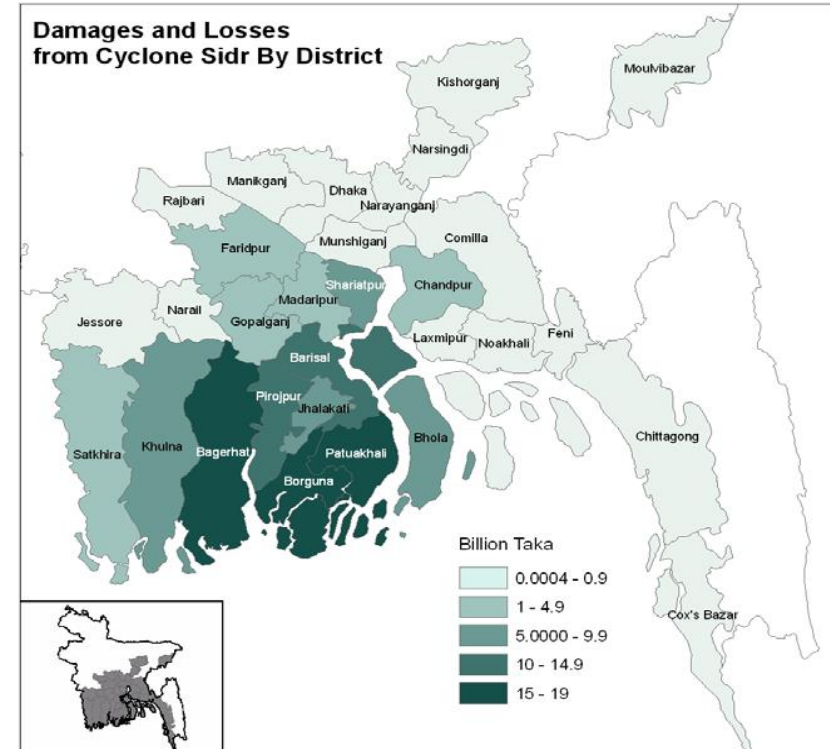 Damages and Losses
from Cyclone Sidr By District
Kishorganj
Moulvibazar
Narsingdi
Manikganj
Dhaka
Rajbari
Narayanganj
Munshiganj
Comilla
Faridpur
Shariatpur
Chandpur
Madaripur
Jessore
Narail
Gopalganj
Laxmipur
Noakhali
Feni
Barisal
Pirojpur
Jhalakati
Satkhira
Khulna
Bagerhat
Patuakhali
Bhola
Chittagong
Borguna
Billion Taka
0.0004 - 0.9
1 - 4.9
5.0000 - 9.9
10 - 14.9
15 - 19
Cox's Bazar